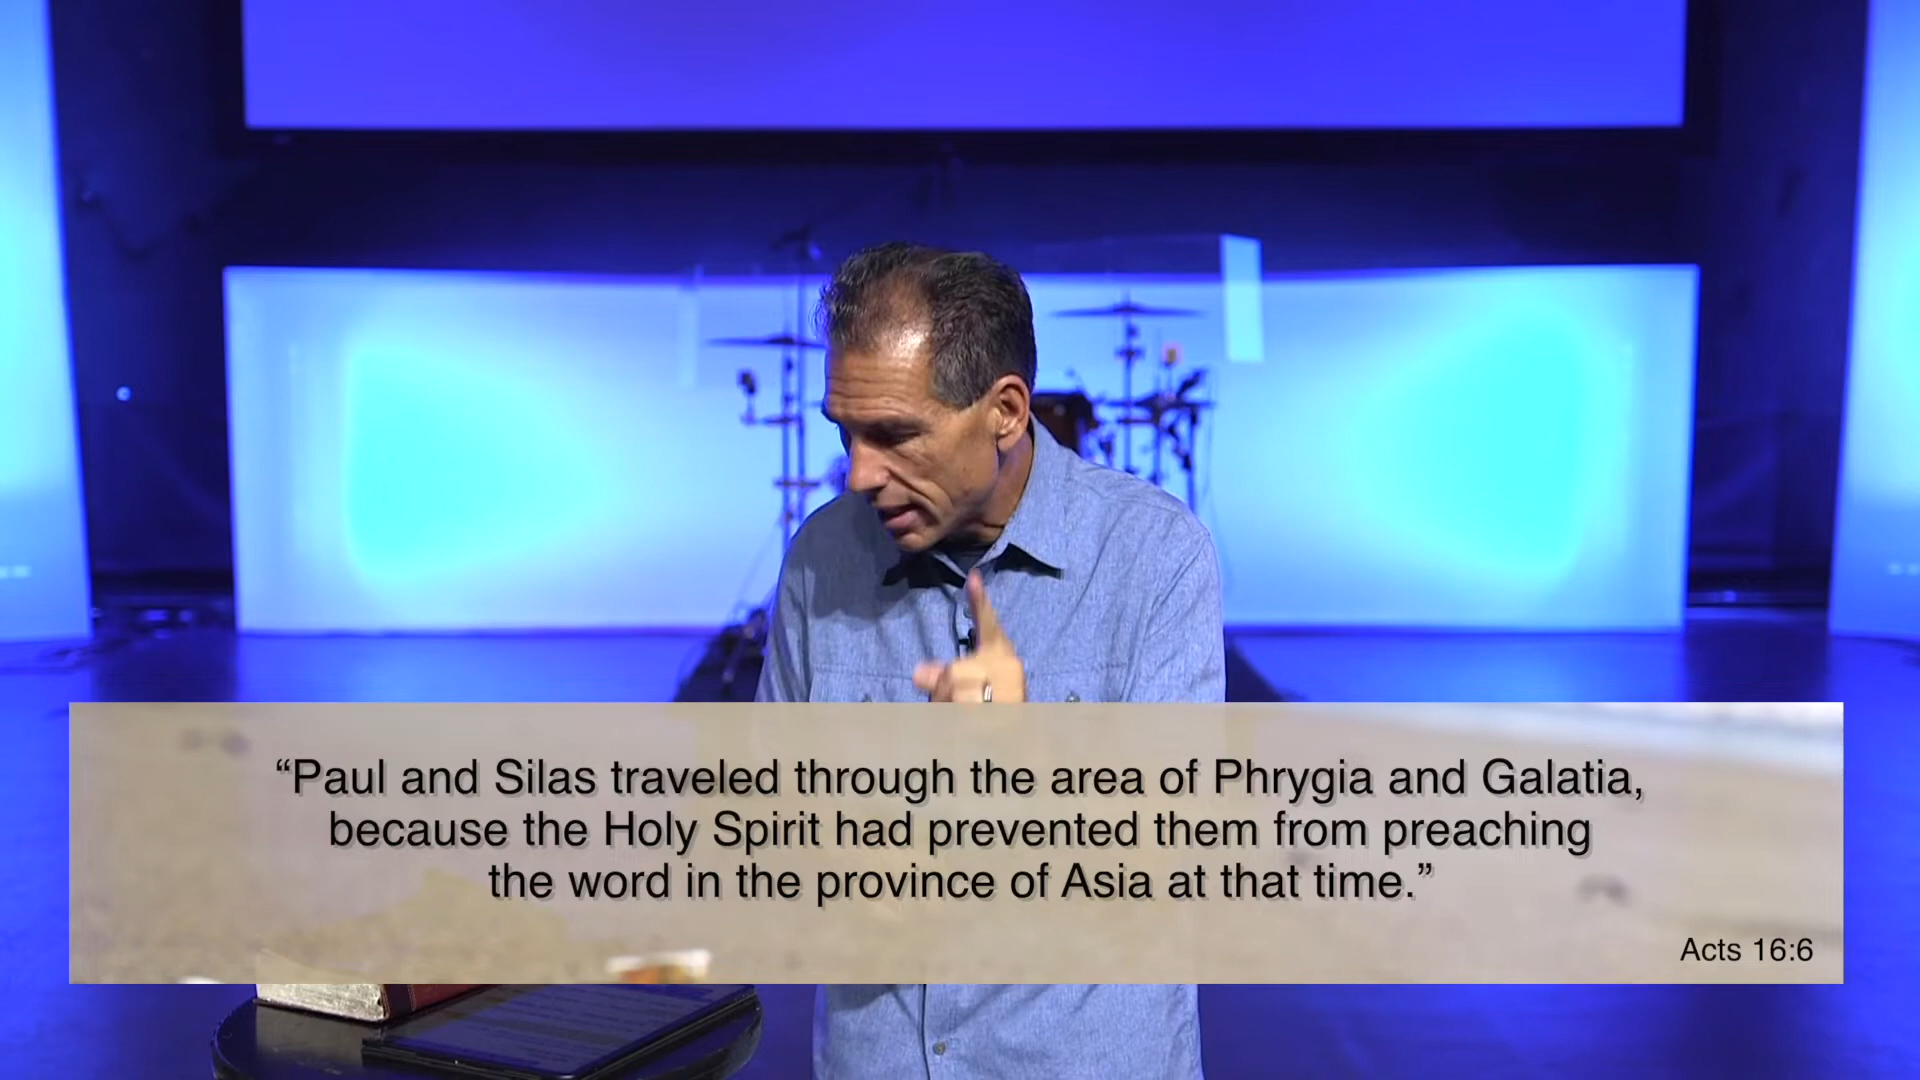 “Paul and Silas traveled through the area of Phrygia and Galatia,
because the Holy Spirit had prevented them from preaching
the word in the province of Asia at that time.”
Acts 16:6